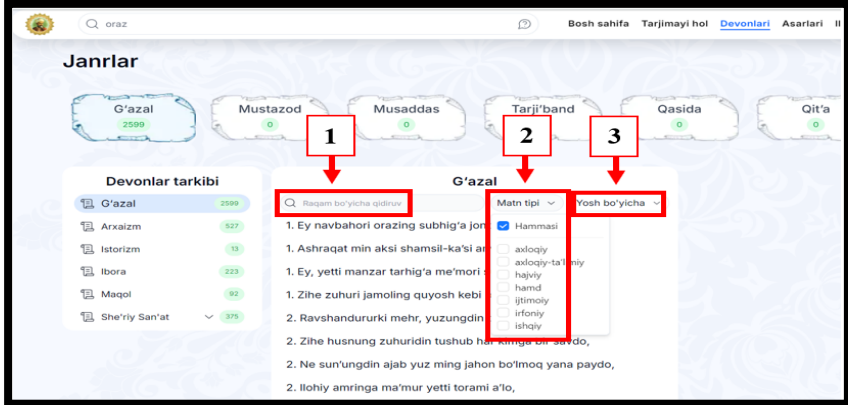 oraz
Bosh sahifa Tarjimayi hol Devonlari Asarlari
Janrlar
G'azal Mustazod Musaddas Tarji'band Qasida Qit'a
2599 0 0 0 0
1 2 3
Devonlar tarkibi
G'azal 2599
Arxaizm 527
Istorizm 13
Ibora 223
Maqol 92
She'riy San'at 375
G'azal
Raqam bo'yicha qidiruv Matn tipi Yosh bo'yicha
Hammasi
axloqiy
axloqiy-ta'limiy
hajviy
hamd
ijtimoiy
irfoniy
ishqiy
1. Ey navbahori orazing subhig'a jon
1. Ashraqat min aksi shamsil-ka'si
1. Ey, yetti manzar tarhig'a me'mori
1. Zihe zuhuri jamoling quyosh kebi
2. Ravshandururki mehr, yuzungdin
2. Zihe husnung zuhuridin tushub har kimga bir savdo,
2. Ne sun'ungdin ajab yuz ming jahon bo'lmoq yana paydo,
2. Ilohiy amringa ma'mur yetti torami a'lo,